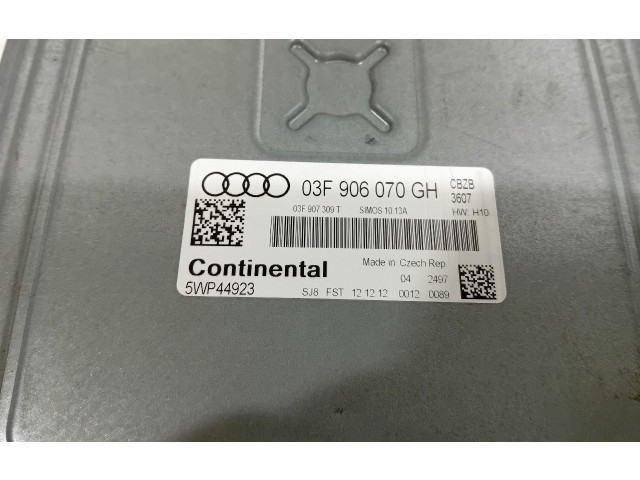 03F 906 070 GH CBZB
3607
03F 907 309 T SIMOS 10.13A HW: H10
Continental Made in Czech Rep.
04 2497
5WP44923 SJ8 FST 12 12 12 0012 0089